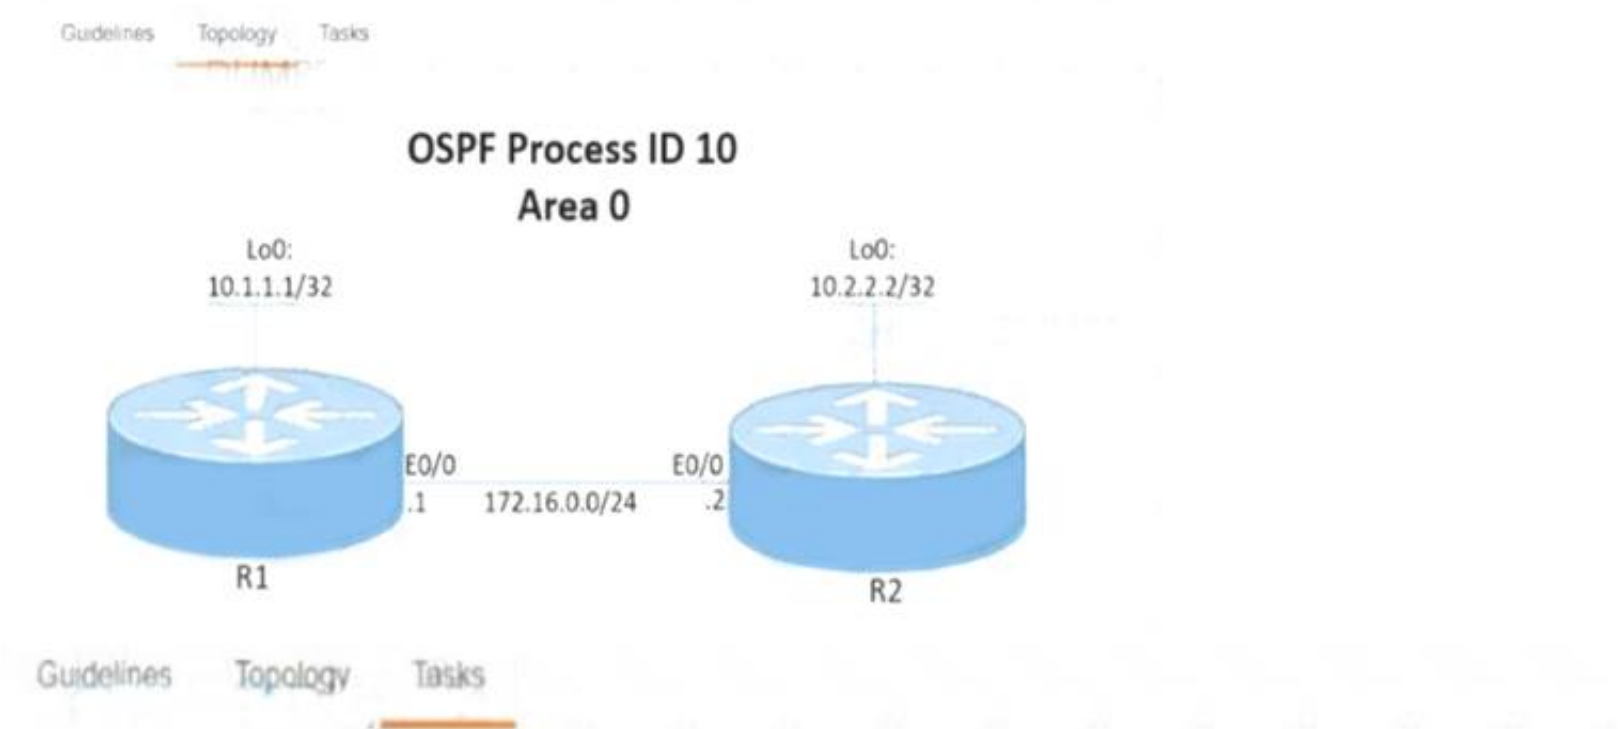 Guidelines Topology Tasks
OSPF Process ID 10
Area 0
Lo0:
10.1.1.1/32
Lo0:
10.2.2.2/32
E0/0
.1
172.16.0.0/24
E0/0
.2
R1
R2
Guidelines Topology Tasks